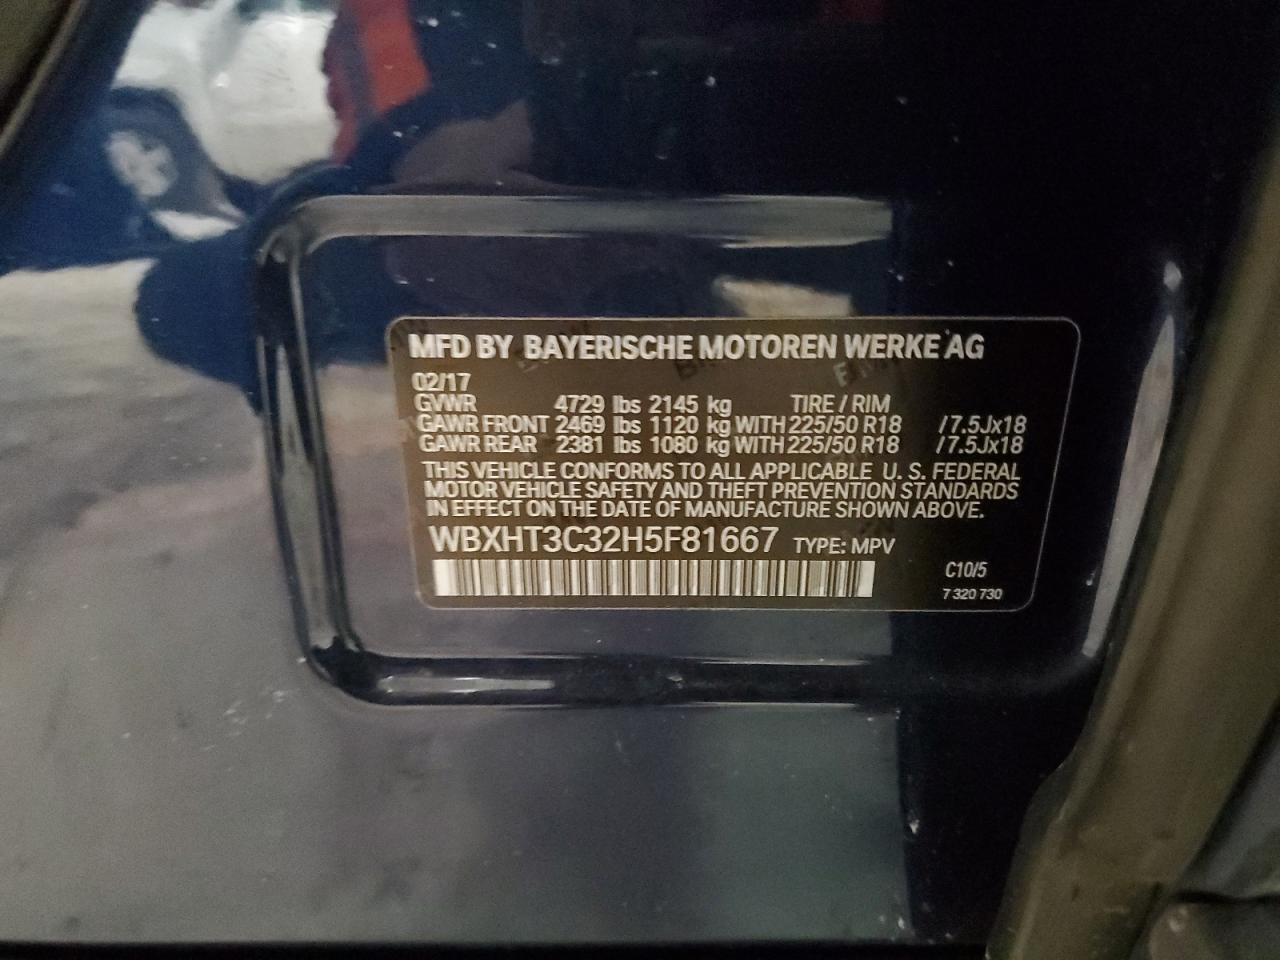 MFD BY BAYERISCHE MOTOREN WERKE AG
02/17
GVWR 4729 lbs 2145 kg TIRE / RIM
GAWR FRONT 2469 lbs 1120 kg WITH 225/50 R18 /7.5Jx18
GAWR REAR 2381 lbs 1080 kg WITH 225/50 R18 /7.5Jx18
THIS VEHICLE CONFORMS TO ALL APPLICABLE U. S. FEDERAL
MOTOR VEHICLE SAFETY AND THEFT PREVENTION STANDARDS
IN EFFECT ON THE DATE OF MANUFACTURE SHOWN ABOVE.
WBXHT3C32H5F81667 TYPE: MPV
C10/5
7 320 730